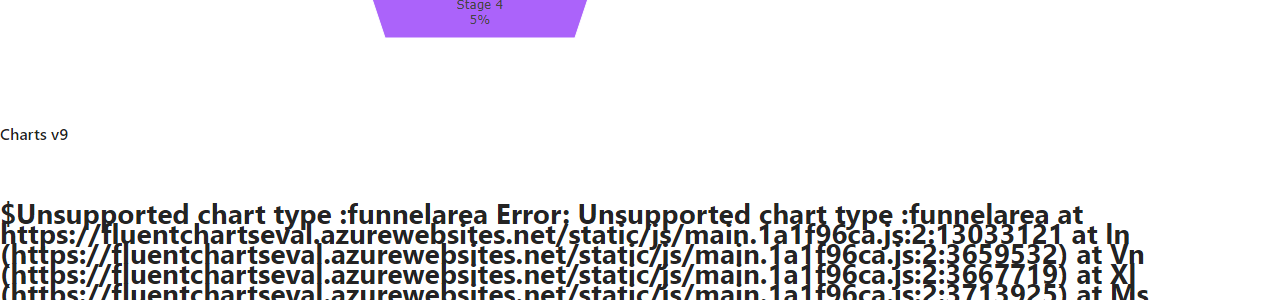 Stage 4
5%
Charts v9
$Unsupported chart type :funnelarea Error: Unsupported chart type :funnelarea at
https://fluentchartseval.azurewebsites.net/static/js/main.1a1f96ca.js:2:13033121 at ln
(https://fluentchartseval.azurewebsites.net/static/js/main.1a1f96ca.js:2:3659532) at Vn
(https://fluentchartseval.azurewebsites.net/static/js/main.1a1f96ca.js:2:3667719) at Xl
(https://fluentchartseval.azurewebsites.net/static/js/main.1a1f96ca.js:2:3713925) at Ms